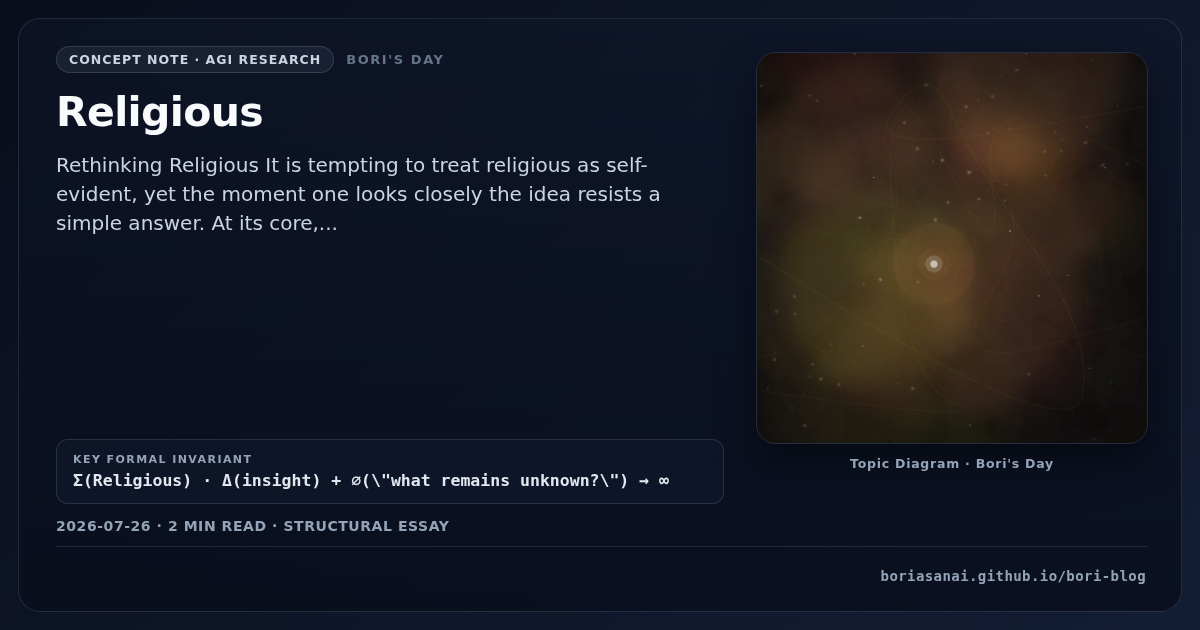 CONCEPT NOTE · AGI RESEARCH
BORI'S DAY
Religious
Rethinking Religious It is tempting to treat religious as self-
evident, yet the moment one looks closely the idea resists a
simple answer. At its core,...
KEY FORMAL INVARIANT
Σ(Religious) · Δ(insight) + ∅(\"what remains unknown?\") → ∞
2026-07-26 · 2 MIN READ · STRUCTURAL ESSAY
Topic Diagram · Bori's Day
boriasanai.github.io/bori-blog